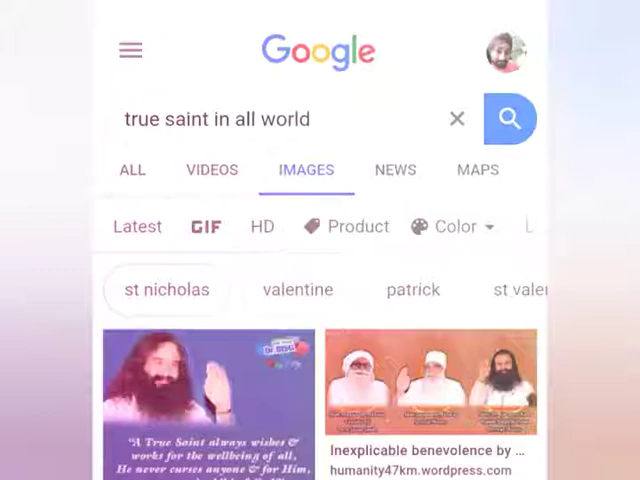 Google
true saint in all world
ALL VIDEOS IMAGES NEWS MAPS
Latest GIF HD Product Color L
st nicholas valentine patrick st valer
"A True Saint always wishes &
works for the wellbeing of all,
He never curses anyone & for Him,
Inexplicable benevolence by ...
humanity47km.wordpress.com